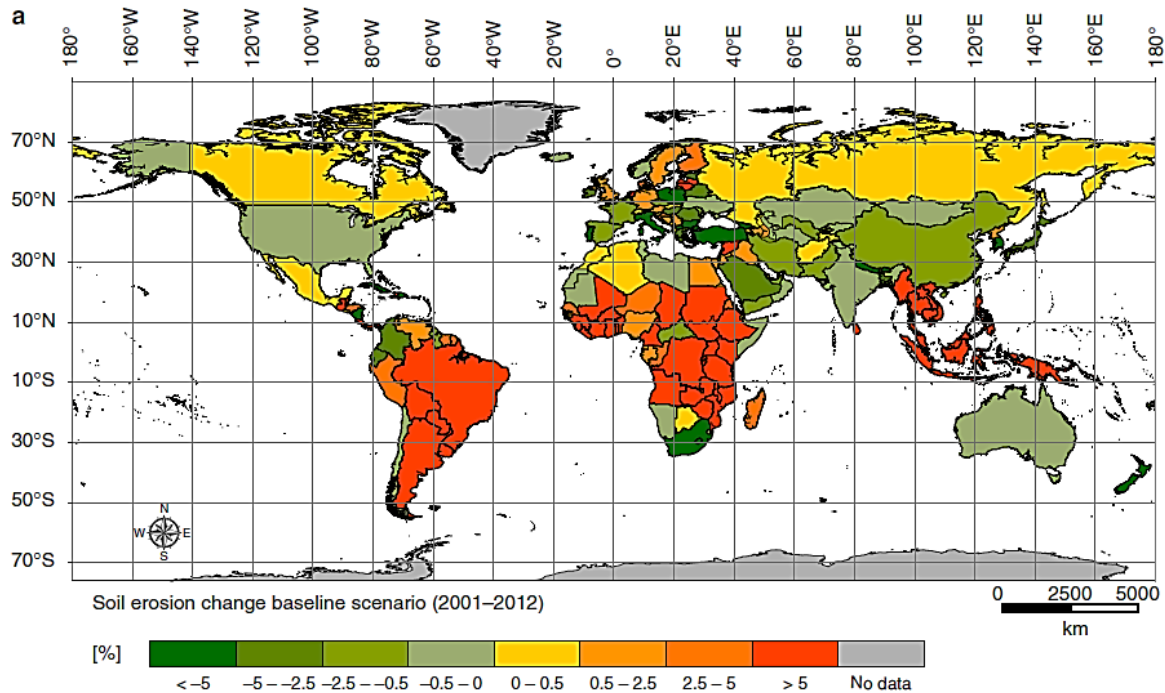 a
180° 160°W 140°W 120°W 100°W 80°W 60°W 40°W 20°W 0° 20°E 40°E 60°E 80°E 100°E 120°E 140°E 160°E 180°
70°N
50°N
30°N
10°N
10°S
30°S
50°S
70°S
N
W E
S
Soil erosion change baseline scenario (2001–2012)
0 2500 5000
km
[%]
< –5 –5 – –2.5 –2.5 – –0.5 –0.5 – 0 0 – 0.5 0.5 – 2.5 2.5 – 5 > 5 No data